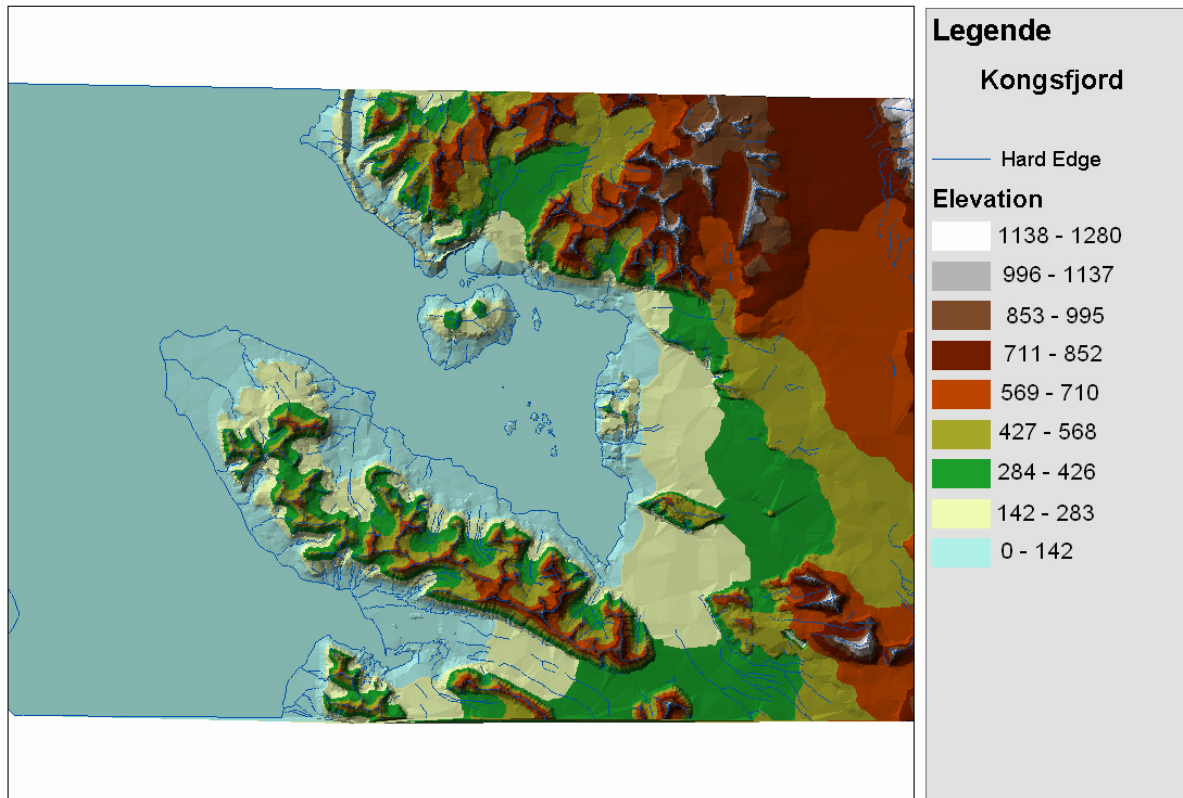 Legende
Kongsfjord
Hard Edge
Elevation
1138 - 1280
996 - 1137
853 - 995
711 - 852
569 - 710
427 - 568
284 - 426
142 - 283
0 - 142